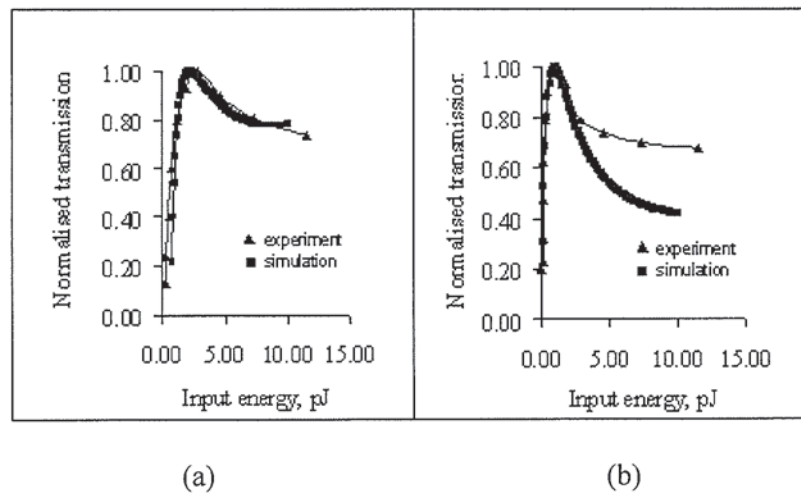 Normalised transmission
1.00
0.80
0.60
0.40
0.20
0.00
experiment
simulation
0.00 5.00 10.00 15.00
Input energy, pJ
(a)
Normalised transmission
1.00
0.80
0.60
0.40
0.20
0.00
experiment
simulation
0.00 5.00 10.00 15.00
Input energy, pJ
(b)